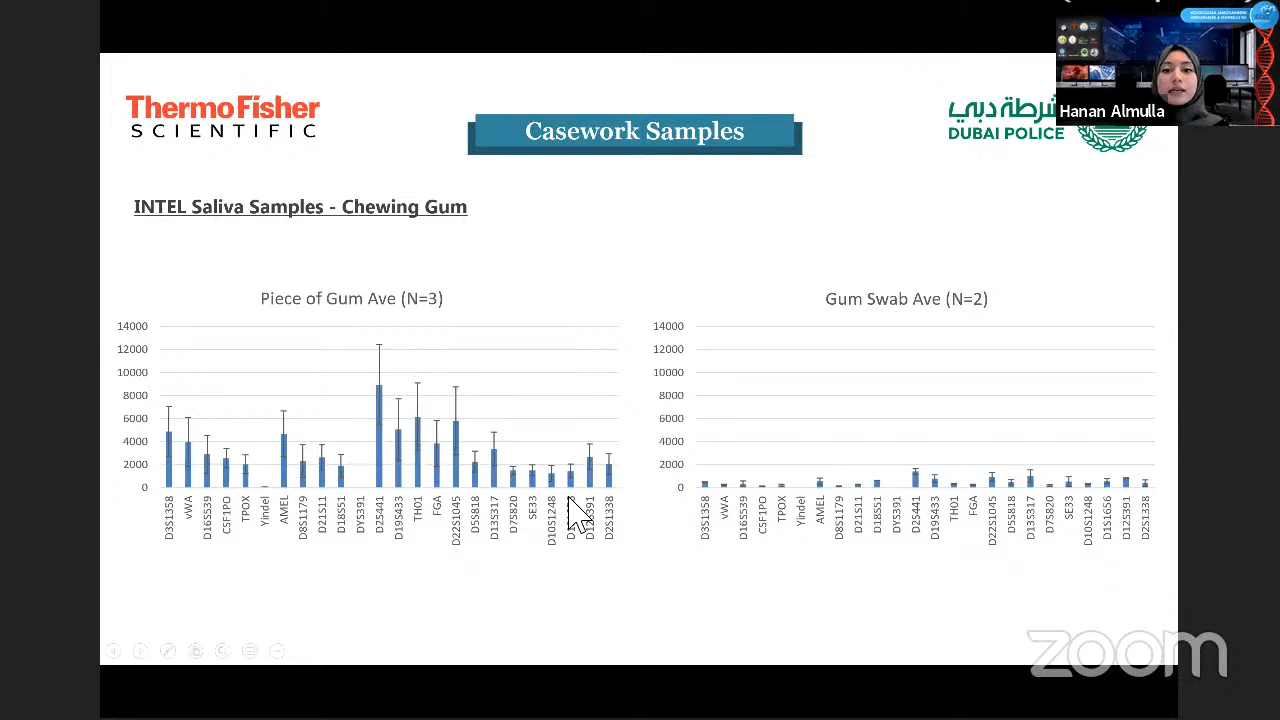 Hanan Almulla
ThermoFisher
SCIENTIFIC
Casework Samples
شرطة دبي
DUBAI POLICE
INTEL Saliva Samples - Chewing Gum
Piece of Gum Ave (N=3)
14000
12000
10000
8000
6000
4000
2000
0
D3S1358
vWA
D16S539
CSF1PO
TPOX
Yindel
AMEL
D8S1179
D21S11
D18S51
DYS391
D2S441
D19S433
TH01
FGA
D22S1045
D5S818
D13S317
D7S820
SE33
D10S1248
D12S391
D2S1338
Gum Swab Ave (N=2)
14000
12000
10000
8000
6000
4000
2000
0
D3S1358
vWA
D16S539
CSF1PO
TPOX
Yindel
AMEL
D8S1179
D21S11
D18S51
DYS391
D2S441
D19S433
TH01
FGA
D22S1045
D5S818
D13S317
D7S820
SE33
D10S1248
D1S1656
D12S391
D2S1338
zoom